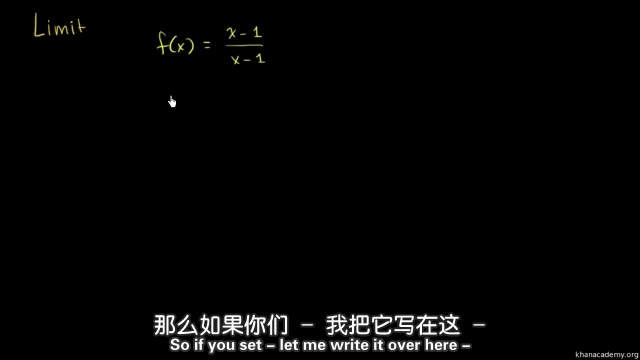 Limit
f(x) = x - 1 / x - 1
那么如果你们 - 我把它写在这 -
So if you set - let me write it over here -
khanacademy.org